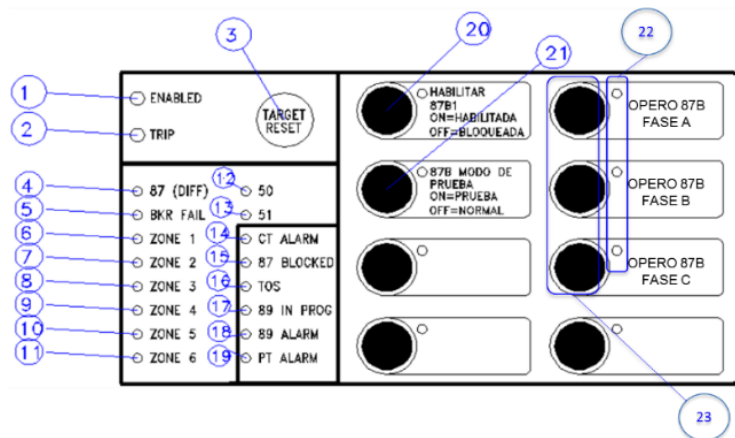 3
20
21
22
1
ENABLED
2
TRIP
TARGET
RESET
HABILITAR
87B1
ON=HABILITADA
OFF=BLOQUEADA
OPERO 87B
FASE A
4
87 (DIFF)
12
50
5
BKR FAIL
13
51
6
ZONE 1
14
CT ALARM
7
ZONE 2
15
87 BLOCKED
8
ZONE 3
16
TOS
9
ZONE 4
17
89 IN PROG
10
ZONE 5
18
89 ALARM
11
ZONE 6
19
PT ALARM
87B MODO DE
PRUEBA
ON=PRUEBA
OFF=NORMAL
OPERO 87B
FASE B
OPERO 87B
FASE C
23